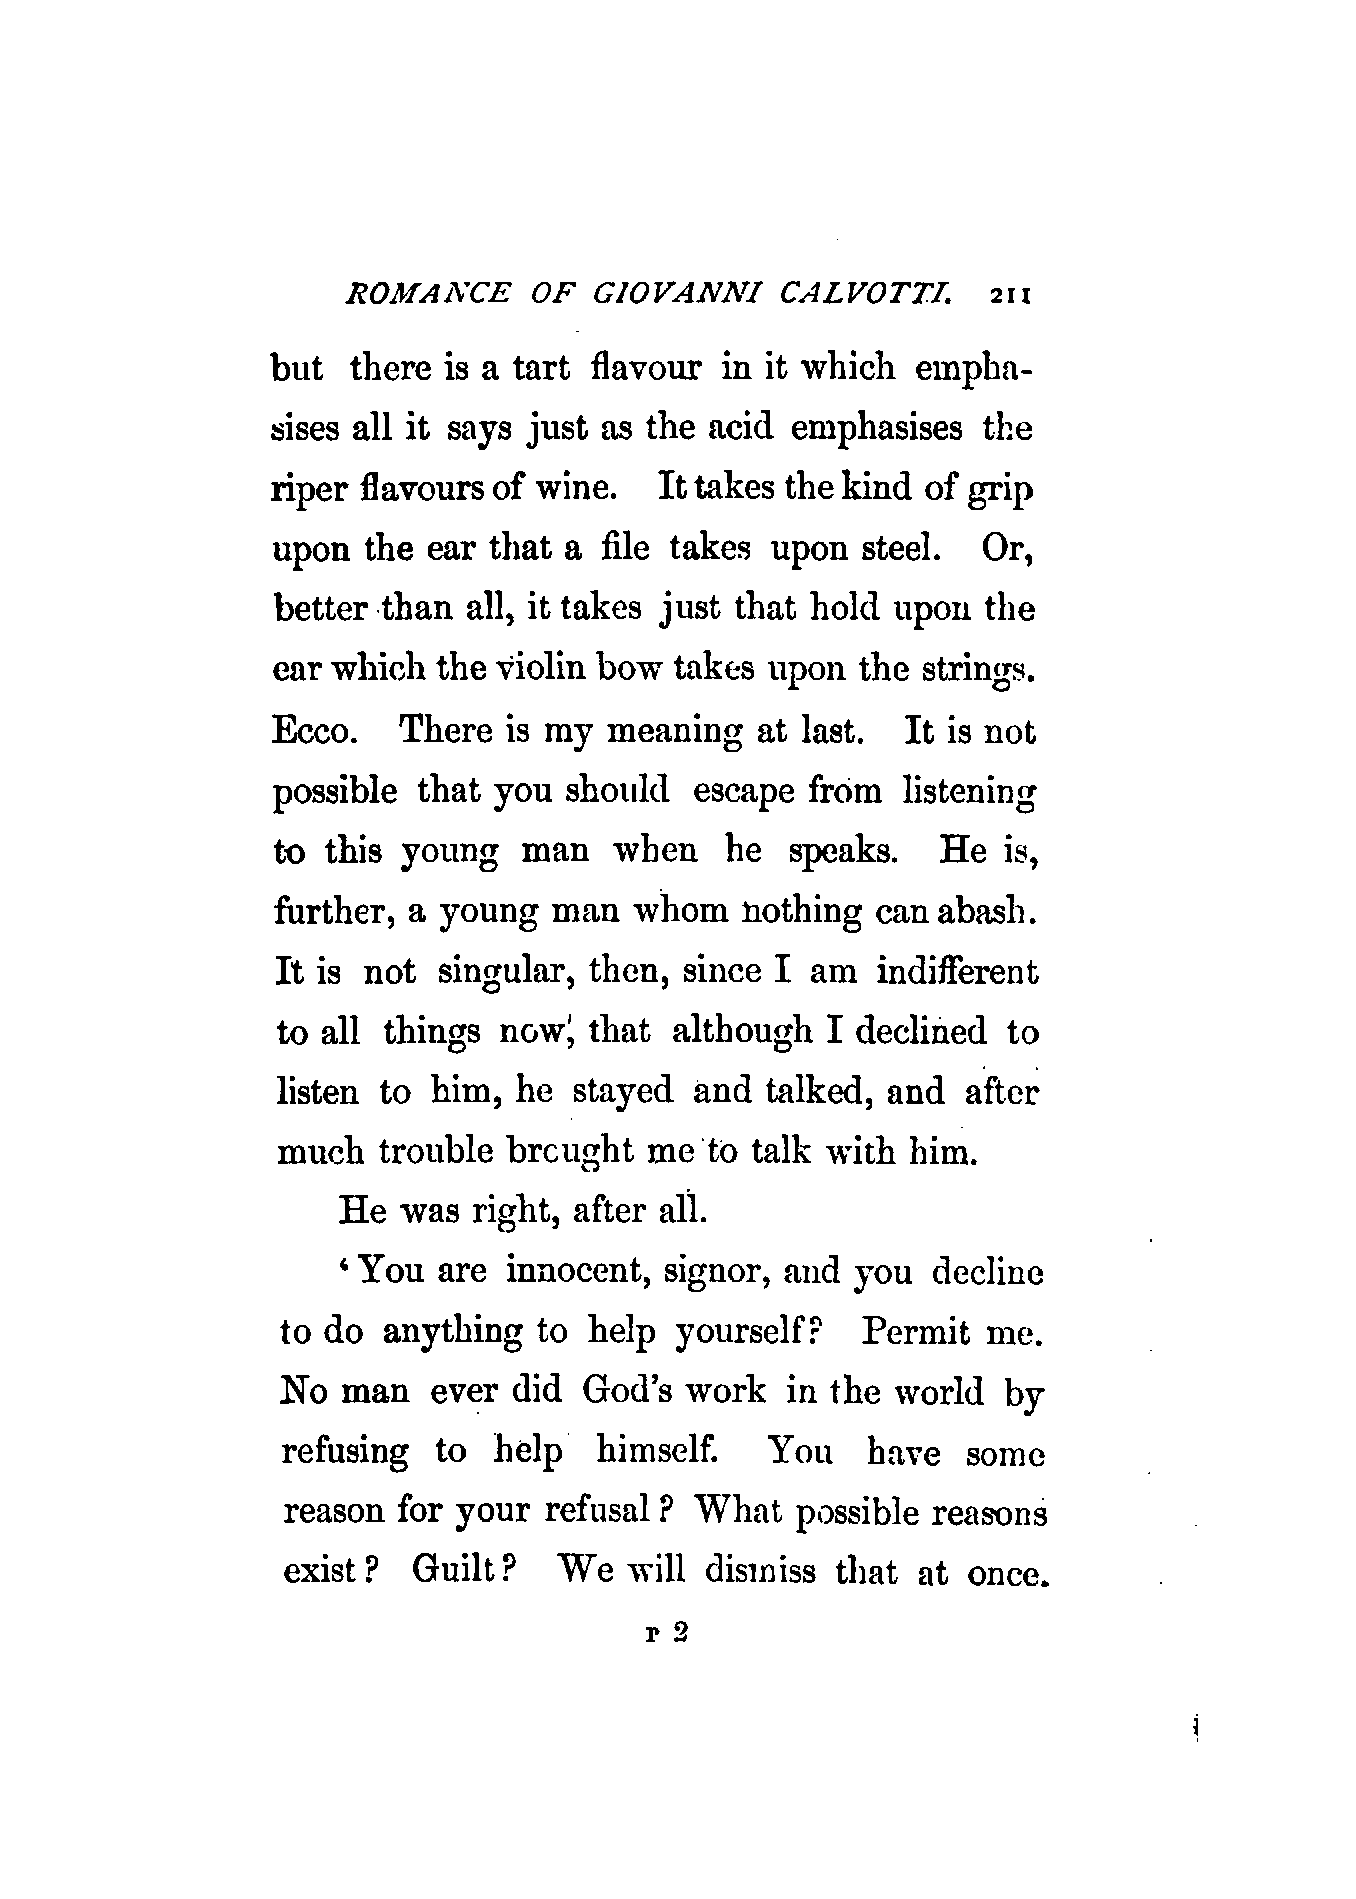 ROMANCE OF GIOVANNI CALVOTTI. 211
but there is a tart flavour in it which empha-
sises all it says just as the acid emphasises the
riper flavours of wine. It takes the kind of grip
upon the ear that a file takes upon steel. Or,
better than all, it takes just that hold upon the
ear which the violin bow takes upon the strings.
Ecco. There is my meaning at last. It is not
possible that you should escape from listening
to this young man when he speaks. He is,
further, a young man whom nothing can abash.
It is not singular, then, since I am indifferent
to all things now, that although I declined to
listen to him, he stayed and talked, and after
much trouble brought me to talk with him.
He was right, after all.
‘You are innocent, signor, and you decline
to do anything to help yourself? Permit me.
No man ever did God's work in the world by
refusing to help himself. You have some
reason for your refusal? What possible reasons
exist? Guilt? We will dismiss that at once.
P 2